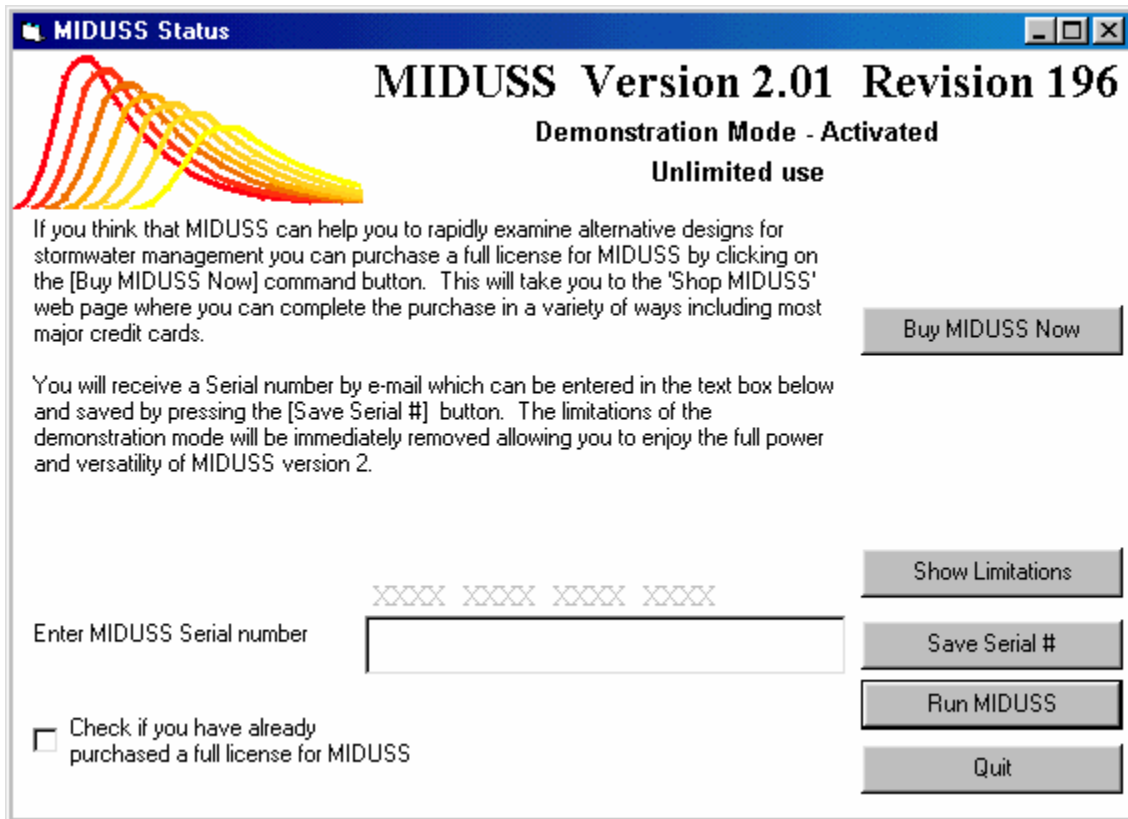 MIDUSS Status
MIDUSS Version 2.01 Revision 196
Demonstration Mode - Activated
Unlimited use
If you think that MIDUSS can help you to rapidly examine alternative designs for
stormwater management you can purchase a full license for MIDUSS by clicking on
the [Buy MIDUSS Now] command button. This will take you to the 'Shop MIDUSS'
web page where you can complete the purchase in a variety of ways including most
major credit cards.
Buy MIDUSS Now
You will receive a Serial number by e-mail which can be entered in the text box below
and saved by pressing the [Save Serial #] button. The limitations of the
demonstration mode will be immediately removed allowing you to enjoy the full power
and versatility of MIDUSS version 2.
Show Limitations
XXXX XXXX XXXX XXXX
Enter MIDUSS Serial number
Save Serial #
Run MIDUSS
Check if you have already
purchased a full license for MIDUSS
Quit